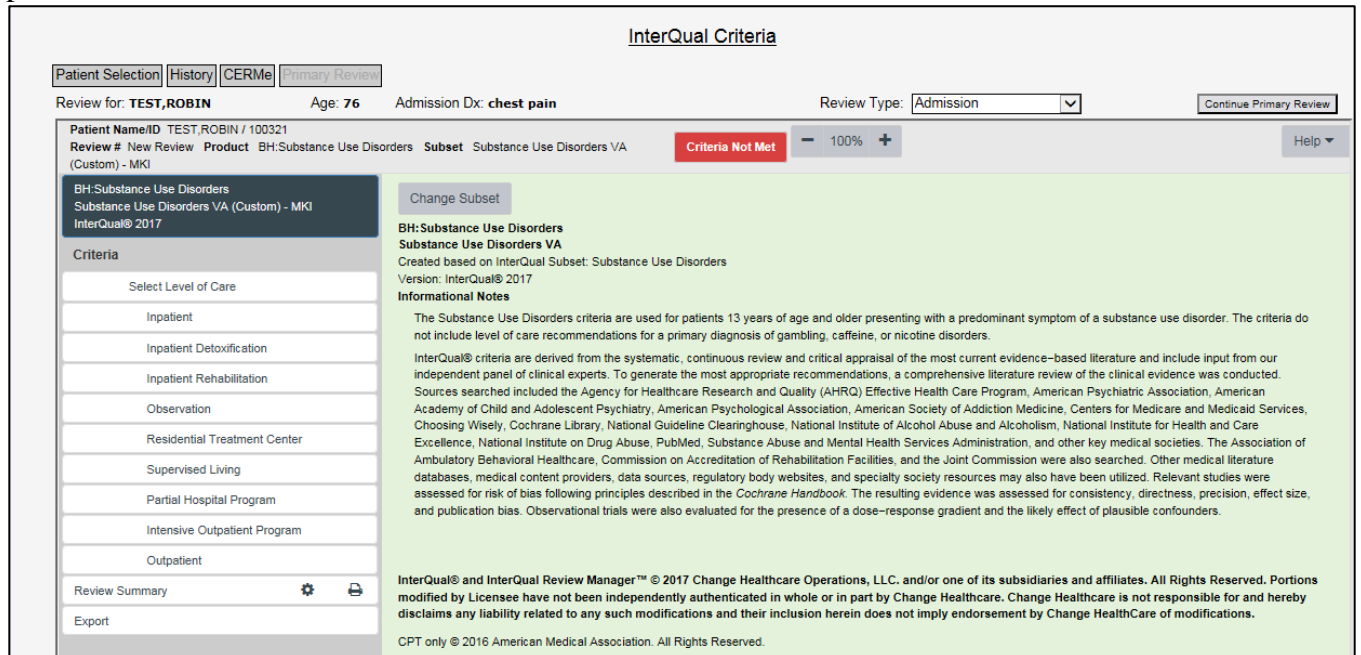 InterQual Criteria
Patient Selection History CERMe Primary Review
Review for: TEST,ROBIN Age: 76 Admission Dx: chest pain Review Type: Admission Continue Primary Review
Patient Name/ID TEST,ROBIN / 100321
Review # New Review Product BH:Substance Use Disorders Subset Substance Use Disorders VA
(Custom) - MKI
Criteria Not Met
100%
Help
BH:Substance Use Disorders
Substance Use Disorders VA (Custom) - MKI
InterQual® 2017
Criteria
Select Level of Care
Inpatient
Inpatient Detoxification
Inpatient Rehabilitation
Observation
Residential Treatment Center
Supervised Living
Partial Hospital Program
Intensive Outpatient Program
Outpatient
Review Summary
Export
Change Subset
BH:Substance Use Disorders
Substance Use Disorders VA
Created based on InterQual Subset: Substance Use Disorders
Version: InterQual® 2017
Informational Notes
The Substance Use Disorders criteria are used for patients 13 years of age and older presenting with a predominant symptom of a substance use disorder. The criteria do
not include level of care recommendations for a primary diagnosis of gambling, caffeine, or nicotine disorders.
InterQual® criteria are derived from the systematic, continuous review and critical appraisal of the most current evidence−based literature and include input from our
independent panel of clinical experts. To generate the most appropriate recommendations, a comprehensive literature review of the clinical evidence was conducted.
Sources searched included the Agency for Healthcare Research and Quality (AHRQ) Effective Health Care Program, American Psychiatric Association, American
Academy of Child and Adolescent Psychiatry, American Psychological Association, American Society of Addiction Medicine, Centers for Medicare and Medicaid Services,
Choosing Wisely, Cochrane Library, National Guideline Clearinghouse, National Institute of Alcohol Abuse and Alcoholism, National Institute for Health and Care
Excellence, National Institute on Drug Abuse, PubMed, Substance Abuse and Mental Health Services Administration, and other key medical societies. The Association of
Ambulatory Behavioral Healthcare, Commission on Accreditation of Rehabilitation Facilities, and the Joint Commission were also searched. Other medical literature
databases, medical content providers, data sources, regulatory body websites, and specialty society resources may also have been utilized. Relevant studies were
assessed for risk of bias following principles described in the Cochrane Handbook. The resulting evidence was assessed for consistency, directness, precision, effect size,
and publication bias. Observational trials were also evaluated for the presence of a dose−response gradient and the likely effect of plausible confounders.
InterQual® and InterQual Review Manager™ © 2017 Change Healthcare Operations, LLC. and/or one of its subsidiaries and affiliates. All Rights Reserved. Portions
modified by Licensee have not been independently authenticated in whole or in part by Change Healthcare. Change Healthcare is not responsible for and hereby
disclaims any liability related to any such modifications and their inclusion herein does not imply endorsement by Change HealthCare of modifications.
CPT only © 2016 American Medical Association. All Rights Reserved.